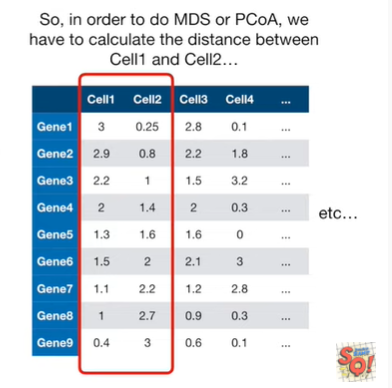 So, in order to do MDS or PCoA, we
have to calculate the distance between
Cell1 and Cell2...
Cell1 Cell2 Cell3 Cell4 ...
Gene1 3 0.25 2.8 0.1 ...
Gene2 2.9 0.8 2.2 1.8 ...
Gene3 2.2 1 1.5 3.2 ...
Gene4 2 1.4 2 0.3 ...
etc...
Gene5 1.3 1.6 1.6 0 ...
Gene6 1.5 2 2.1 3 ...
Gene7 1.1 2.2 1.2 2.8 ...
Gene8 1 2.7 0.9 0.3 ...
Gene9 0.4 3 0.6 0.1 ...
SQ!